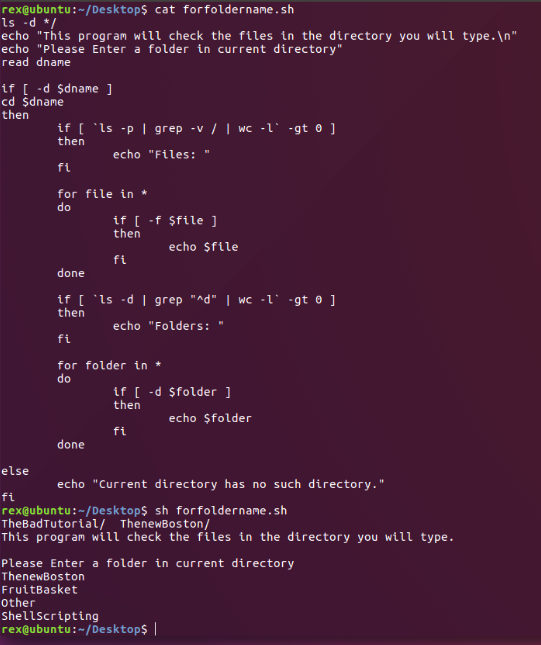 rex@ubuntu:~/Desktop$ cat forfoldername.sh
ls -d */
echo "This program will check the files in the directory you will type.\n"
echo "Please Enter a folder in current directory"
read dname

if [ -d $dname ]
cd $dname
then
        if [ `ls -p | grep -v / | wc -l` -gt 0 ]
        then
                echo "Files: "
        fi

        for file in *
        do
                if [ -f $file ]
                then
                        echo $file
                fi
        done

        if [ `ls -d | grep "^d" | wc -l` -gt 0 ]
        then
                echo "Folders: "
        fi

        for folder in *
        do
                if [ -d $folder ]
                then
                        echo $folder
                fi
        done

else
        echo "Current directory has no such directory."
fi
rex@ubuntu:~/Desktop$ sh forfoldername.sh
TheBadTutorial/  ThenewBoston/
This program will check the files in the directory you will type.

Please Enter a folder in current directory
ThenewBoston
FruitBasket
Other
ShellScripting
rex@ubuntu:~/Desktop$